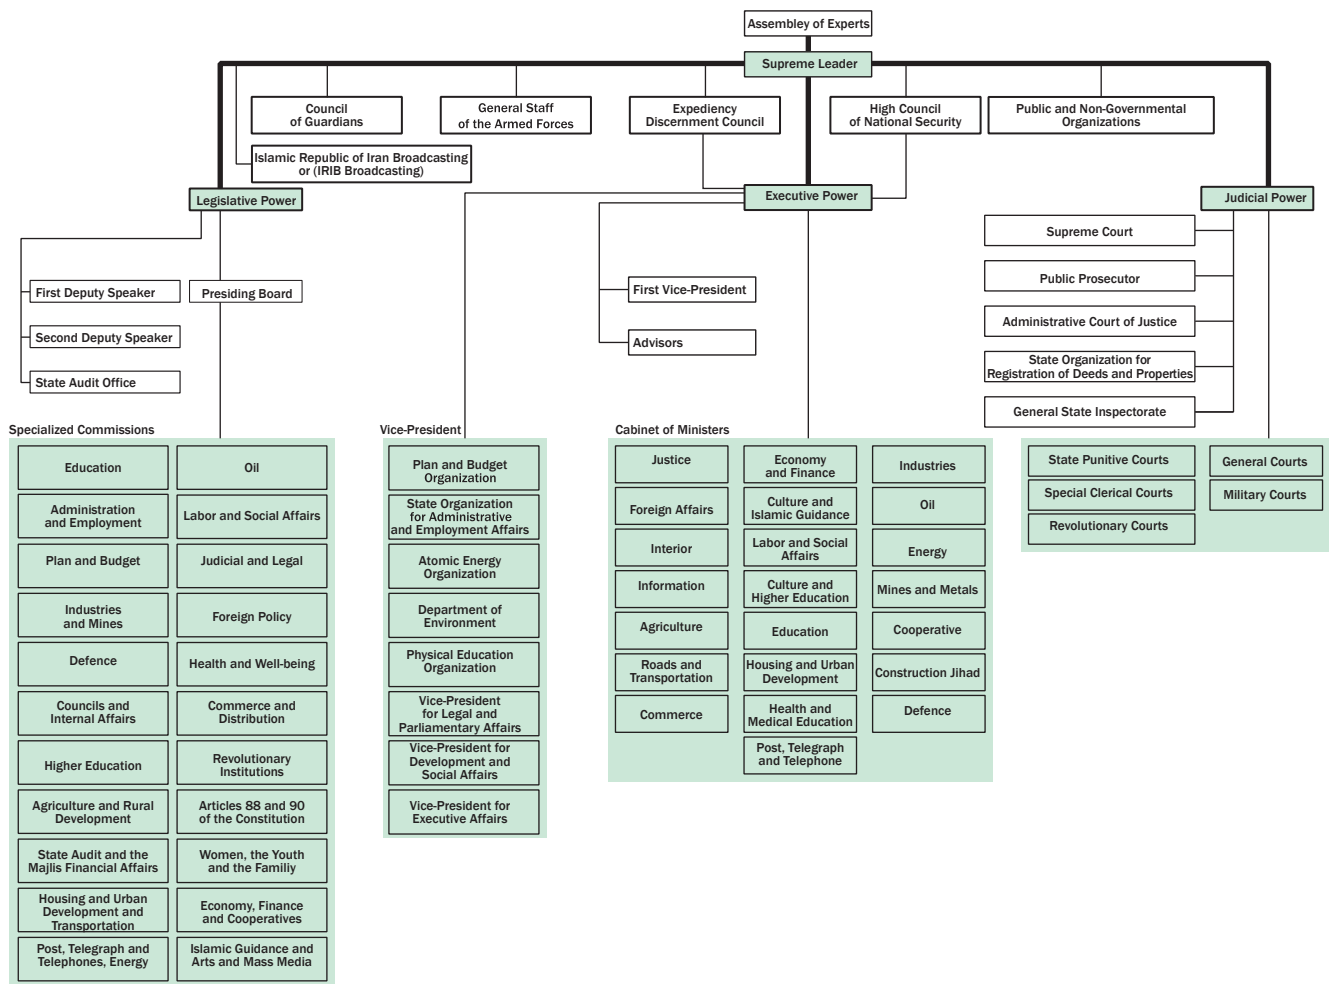 Assembley of Experts
Supreme Leader
Council
of Guardians
General Staff
of the Armed Forces
Expediency
Discernment Council
High Council
of National Security
Public and Non-Governmental
Organizations
Islamic Republic of Iran Broadcasting
or (IRIB Broadcasting)
Legislative Power
Executive Power
Judicial Power
First Deputy Speaker
Second Deputy Speaker
State Audit Office
Presiding Board
First Vice-President
Advisors
Supreme Court
Public Prosecutor
Administrative Court of Justice
State Organization for
Registration of Deeds and Properties
General State Inspectorate
Specialized Commissions
Education
Administration
and Employment
Plan and Budget
Industries
and Mines
Defence
Councils and
Internal Affairs
Higher Education
Agriculture and Rural
Development
State Audit and the
Majlis Financial Affairs
Housing and Urban
Development and
Transportation
Post, Telegraph and
Telephones, Energy
Oil
Labor and Social Affairs
Judicial and Legal
Foreign Policy
Health and Well-being
Commerce and
Distribution
Revolutionary
Institutions
Articles 88 and 90
of the Constitution
Women, the Youth
and the Familiy
Economy, Finance
and Cooperatives
Islamic Guidance and
Arts and Mass Media
Vice-President
Plan and Budget
Organization
State Organization
for Administrative
and Employment Affairs
Atomic Energy
Organization
Department of
Environment
Physical Education
Organization
Vice-President
for Legal and
Parliamentary Affairs
Vice-President for
Development and
Social Affairs
Vice-President for
Executive Affairs
Cabinet of Ministers
Justice
Foreign Affairs
Interior
Information
Agriculture
Roads and
Transportation
Commerce
Economy
and Finance
Culture and
Islamic Guidance
Labor and Social
Affairs
Culture and
Higher Education
Education
Housing and Urban
Development
Health and
Medical Education
Post, Telegraph
and Telephone
Industries
Oil
Energy
Mines and Metals
Cooperative
Construction Jihad
Defence
State Punitive Courts
Special Clerical Courts
Revolutionary Courts
General Courts
Military Courts